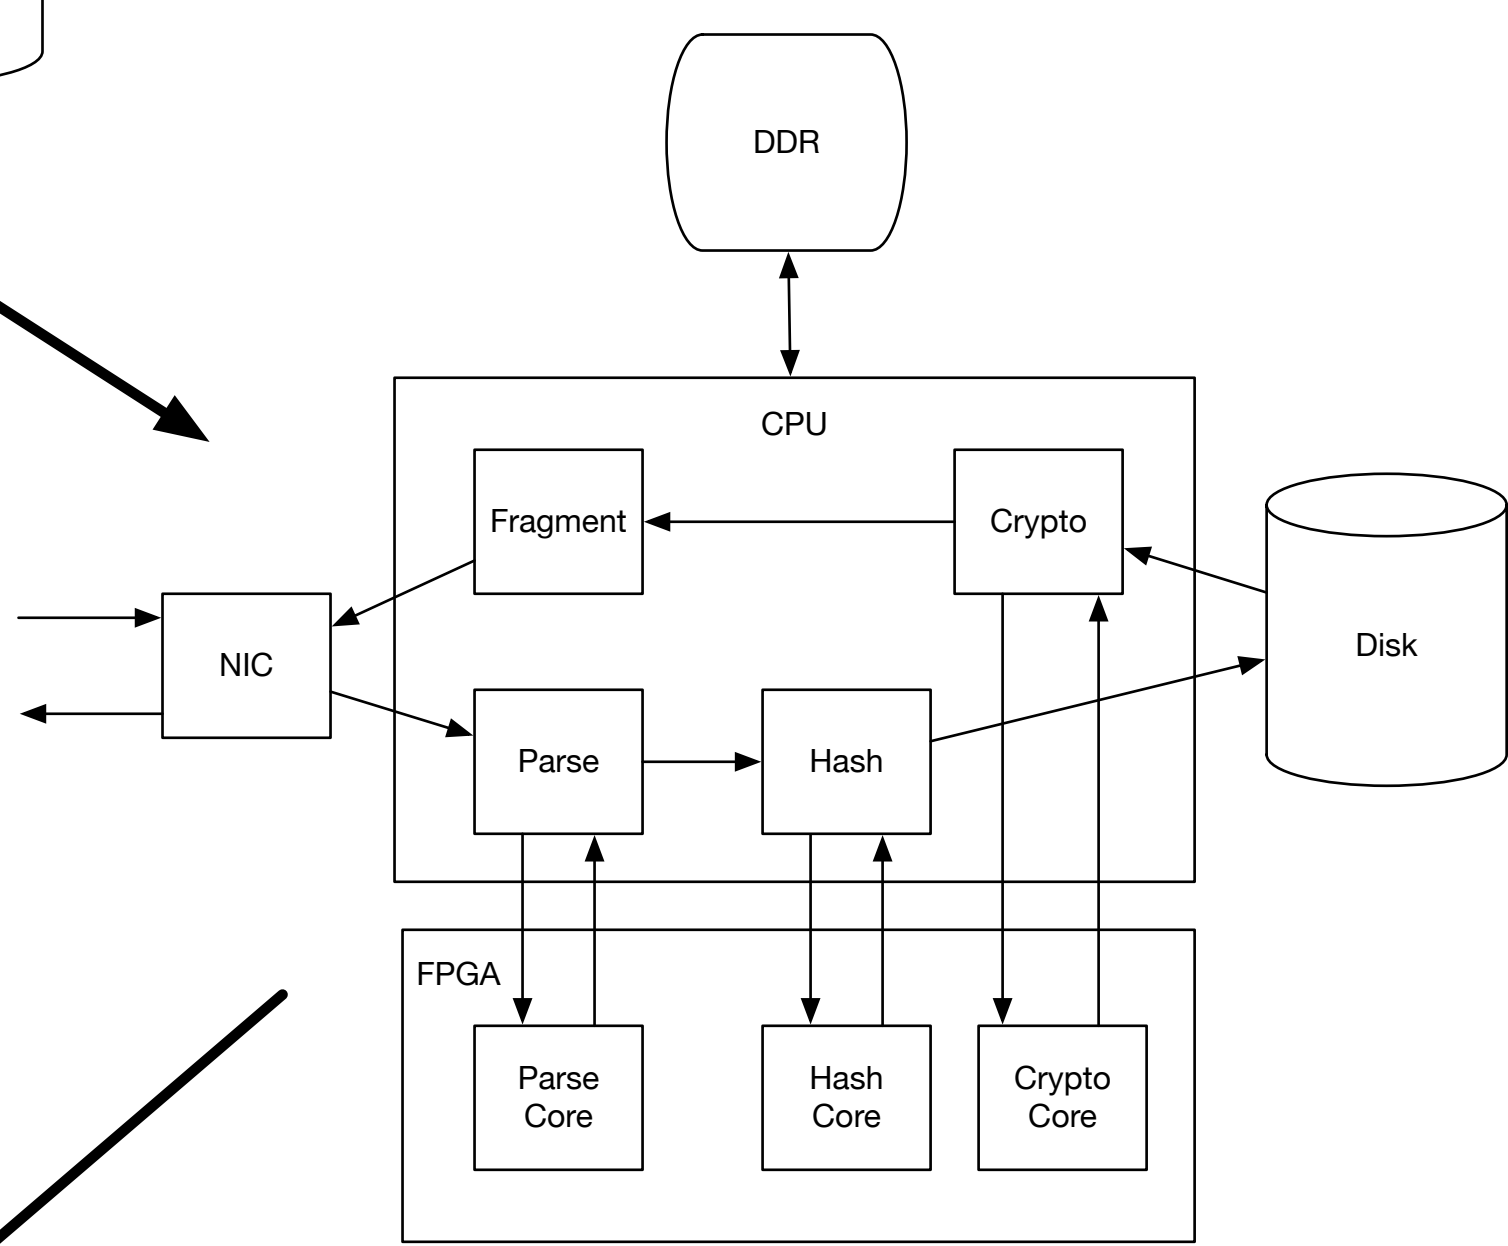 DDR
CPU
Fragment
Crypto
NIC
Disk
Parse
Hash
FPGA
Parse
Core
Hash
Core
Crypto
Core